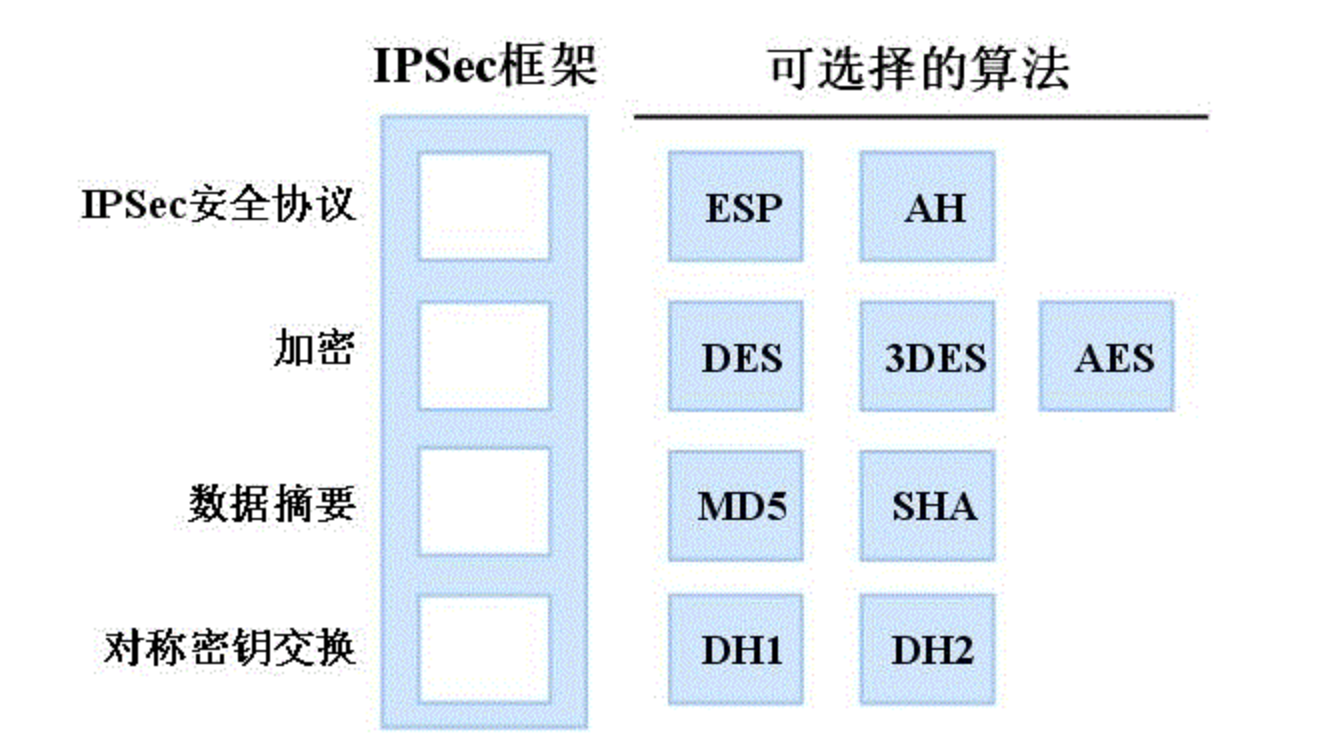 IPSec框架 可选择的算法
IPSec安全协议 ESP AH
加密 DES 3DES AES
数据摘要 MD5 SHA
对称密钥交换 DH1 DH2